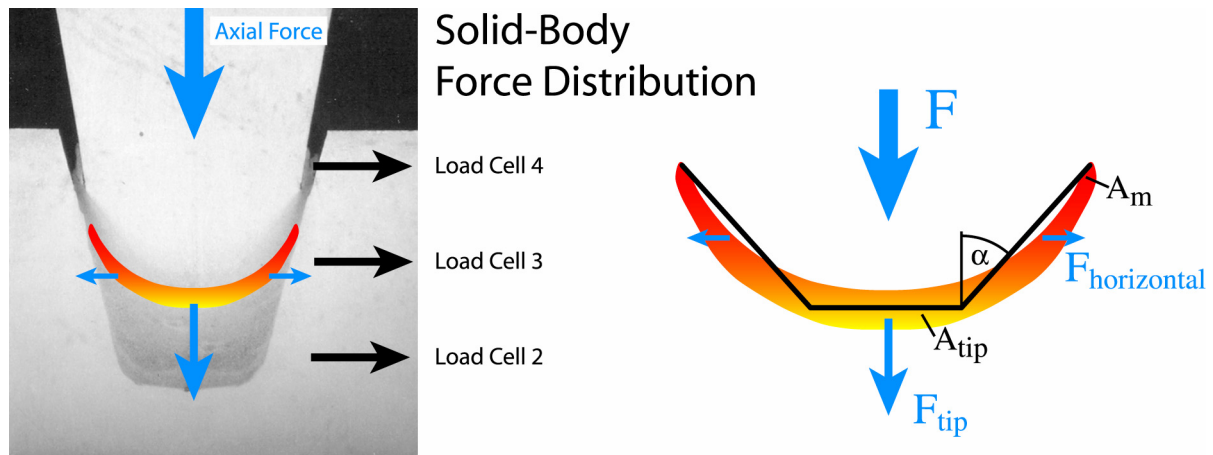 Axial Force
Solid-Body
Force Distribution
Load Cell 4
Load Cell 3
Load Cell 2
F
A_m
α
F_horizontal
A_tip
F_tip